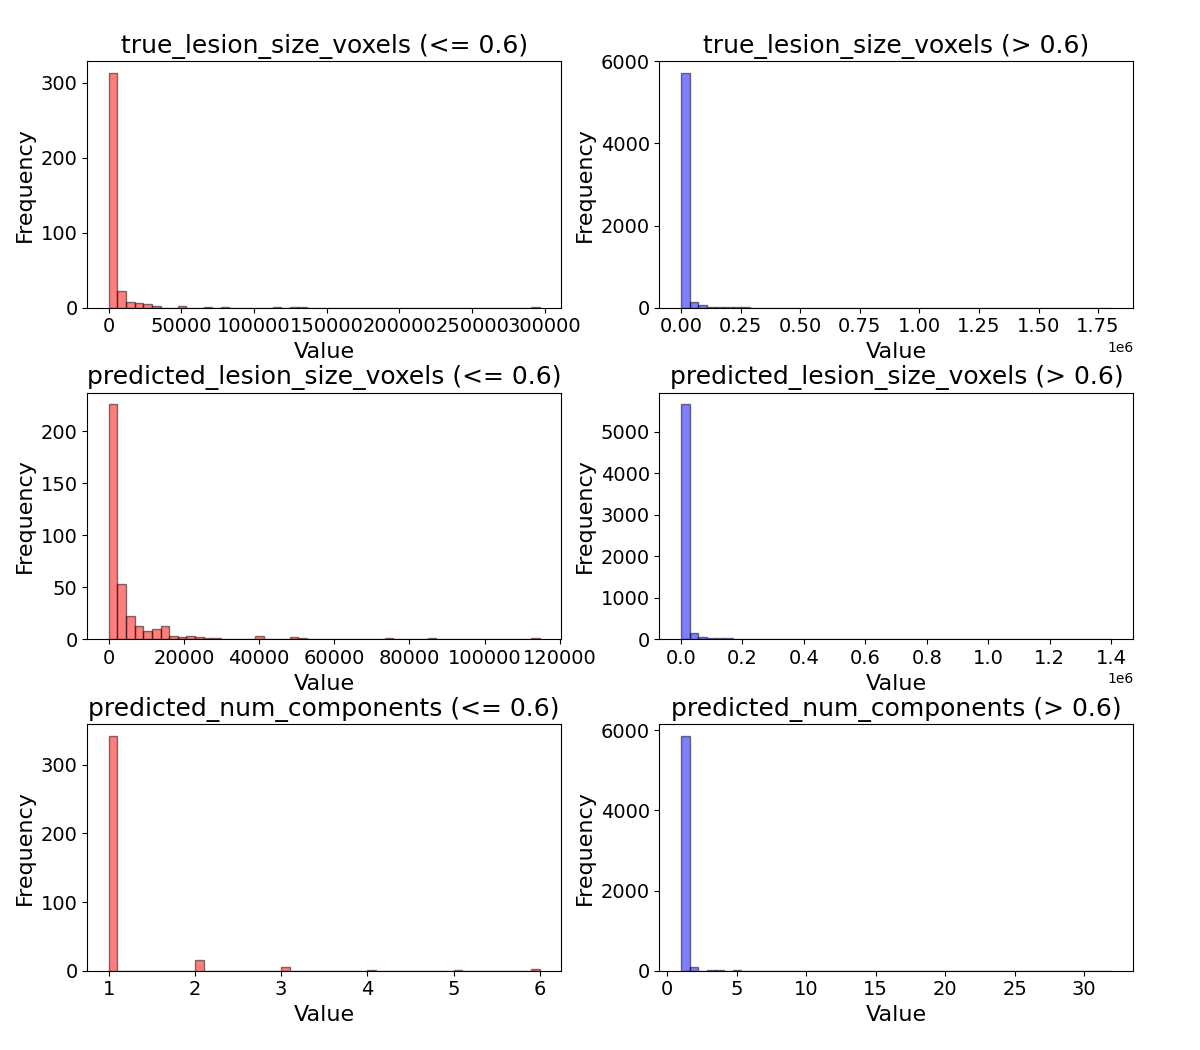 true_lesion_size_voxels (<= 0.6)
Frequency
300
200
100
0
0 50000 100000 150000 200000 250000 300000
Value
true_lesion_size_voxels (> 0.6)
Frequency
6000
4000
2000
0
0.00 0.25 0.50 0.75 1.00 1.25 1.50 1.75
1e6
Value
predicted_lesion_size_voxels (<= 0.6)
Frequency
200
150
100
50
0
0 20000 40000 60000 80000 100000 120000
Value
predicted_lesion_size_voxels (> 0.6)
Frequency
5000
4000
3000
2000
1000
0
0.0 0.2 0.4 0.6 0.8 1.0 1.2 1.4
1e6
Value
predicted_num_components (<= 0.6)
Frequency
300
200
100
0
1 2 3 4 5 6
Value
predicted_num_components (> 0.6)
Frequency
6000
4000
2000
0
0 5 10 15 20 25 30
Value